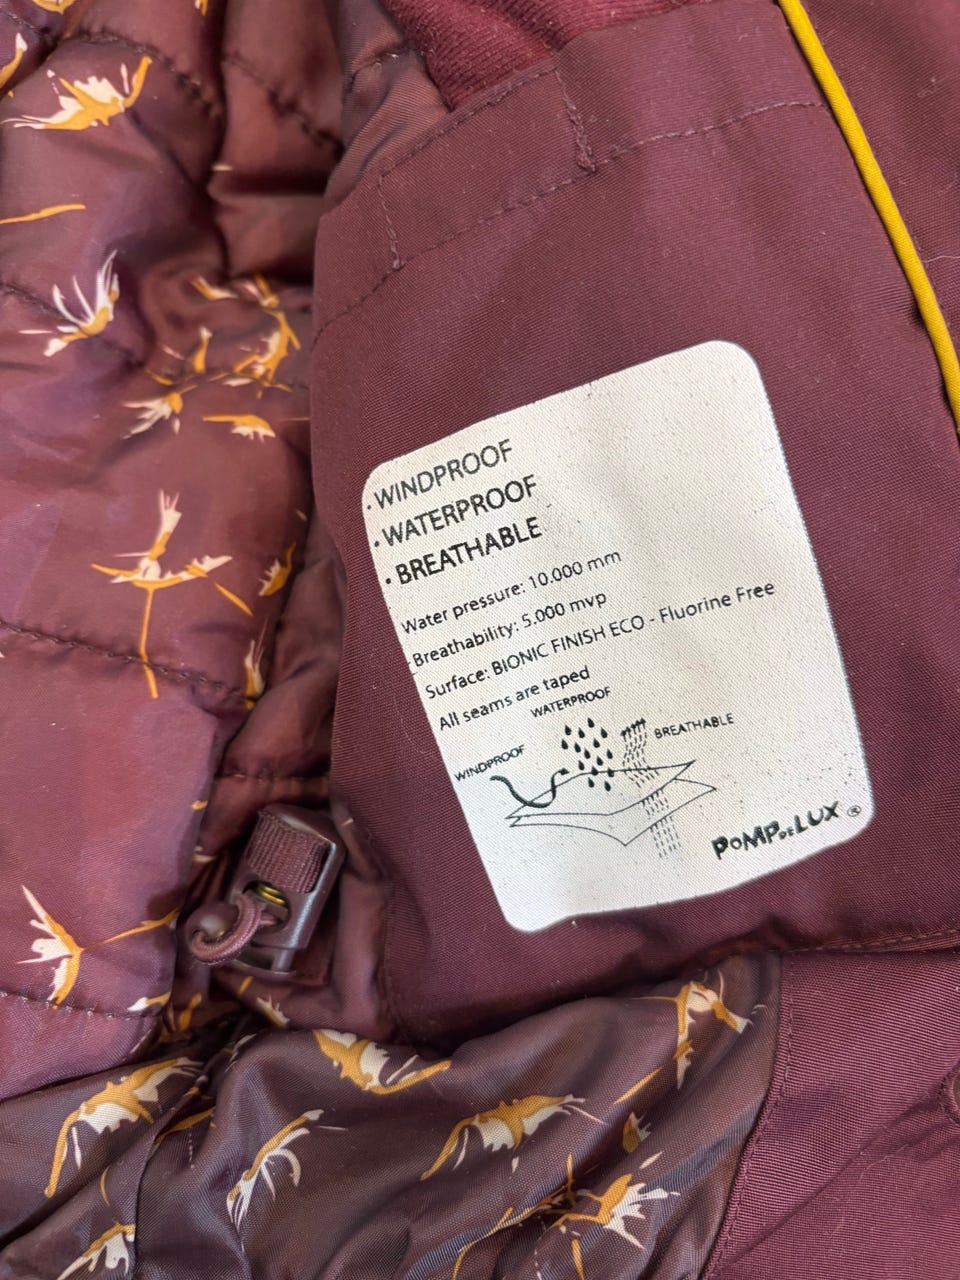 · WINDPROOF
· WATERPROOF
· BREATHABLE
Water pressure: 10.000 mm
Breathability: 5.000 mvp
Surface: BIONIC FINISH ECO - Fluorine Free
All seams are taped
WATERPROOF
BREATHABLE
WINDPROOF
POMPDELUX ®